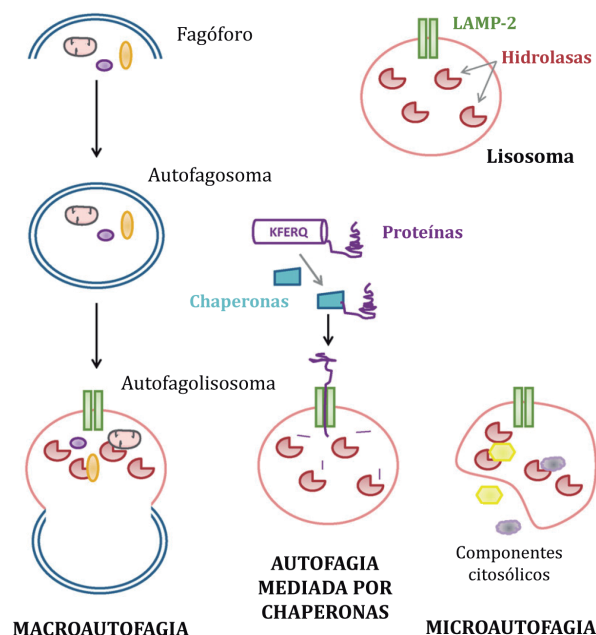 Fagóforo
LAMP-2
Hidrolasas
Lisosoma
Autofagosoma
KFERQ
Proteínas
Chaperonas
Autofagolisosoma
Componentes
citosólicos
AUTOFAGIA
MEDIADA POR
CHAPERONAS
MACROAUTOFAGIA
MICROAUTOFAGIA